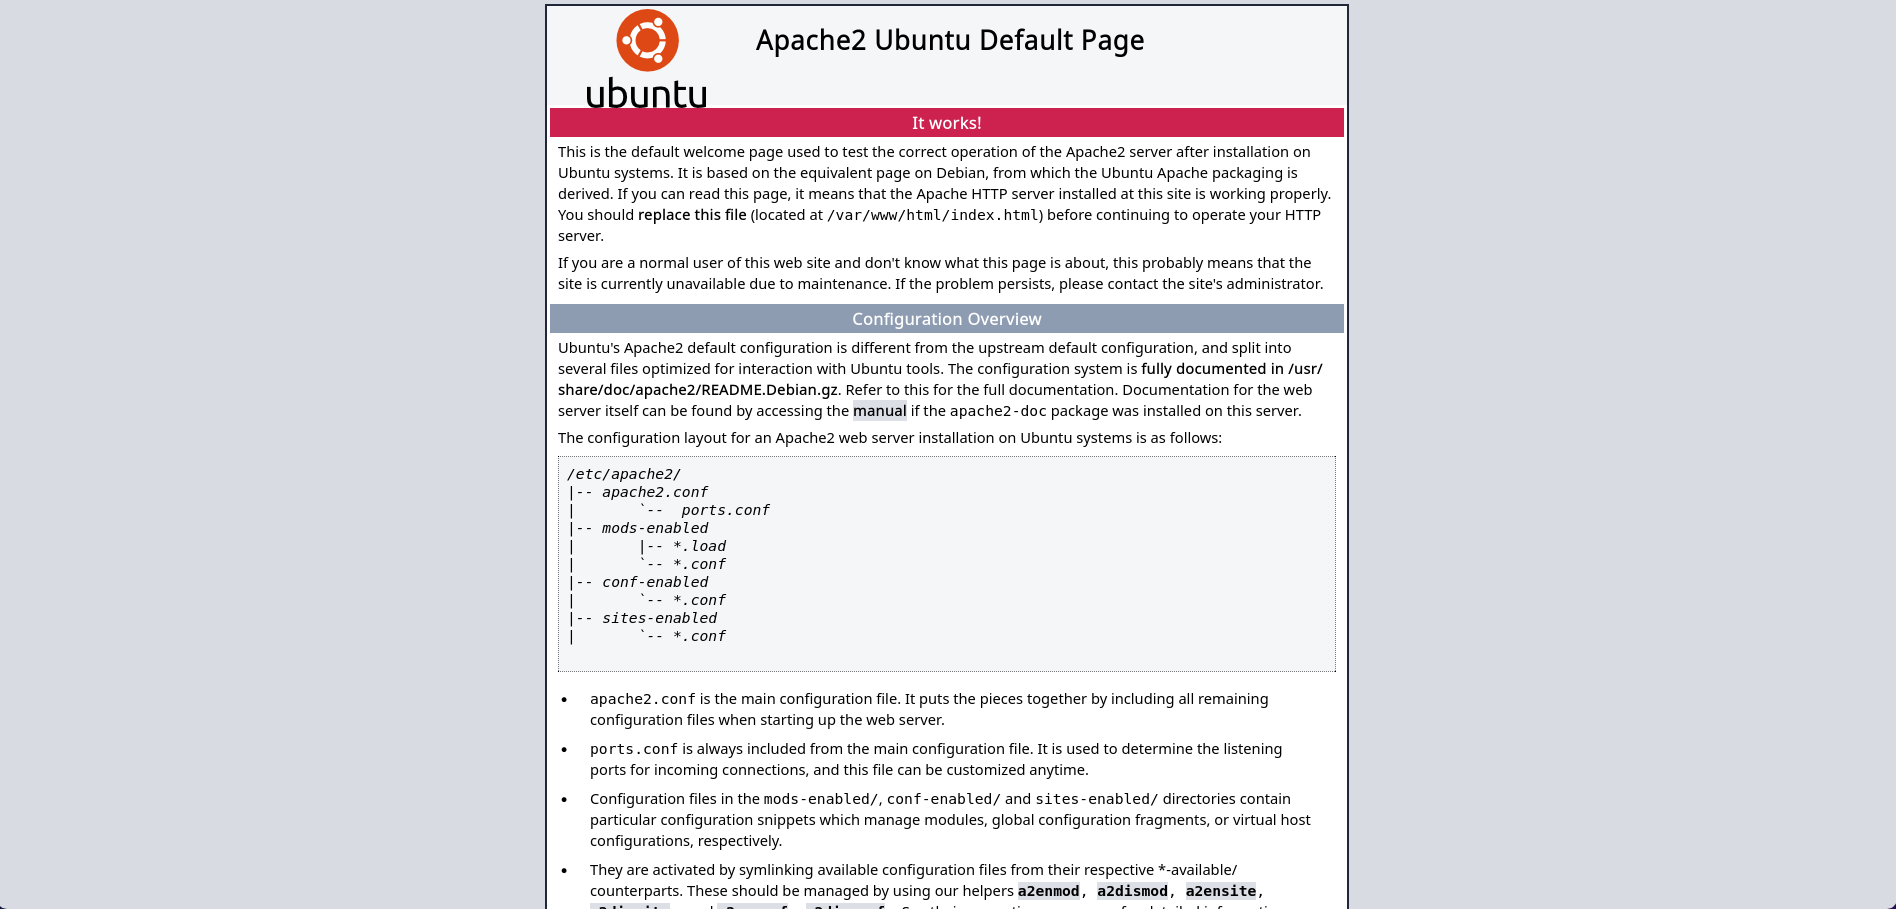 ubuntu
Apache2 Ubuntu Default Page
It works!
This is the default welcome page used to test the correct operation of the Apache2 server after installation on
Ubuntu systems. It is based on the equivalent page on Debian, from which the Ubuntu Apache packaging is
derived. If you can read this page, it means that the Apache HTTP server installed at this site is working properly.
You should replace this file (located at /var/www/html/index.html) before continuing to operate your HTTP
server.
If you are a normal user of this web site and don't know what this page is about, this probably means that the
site is currently unavailable due to maintenance. If the problem persists, please contact the site's administrator.
Configuration Overview
Ubuntu's Apache2 default configuration is different from the upstream default configuration, and split into
several files optimized for interaction with Ubuntu tools. The configuration system is fully documented in /usr/
share/doc/apache2/README.Debian.gz. Refer to this for the full documentation. Documentation for the web
server itself can be found by accessing the manual if the apache2-doc package was installed on this server.
The configuration layout for an Apache2 web server installation on Ubuntu systems is as follows:
/etc/apache2/
|-- apache2.conf
|       `--  ports.conf
|-- mods-enabled
|       |-- *.load
|       `-- *.conf
|-- conf-enabled
|       `-- *.conf
|-- sites-enabled
|       `-- *.conf
• apache2.conf is the main configuration file. It puts the pieces together by including all remaining
configuration files when starting up the web server.
• ports.conf is always included from the main configuration file. It is used to determine the listening
ports for incoming connections, and this file can be customized anytime.
• Configuration files in the mods-enabled/, conf-enabled/ and sites-enabled/ directories contain
particular configuration snippets which manage modules, global configuration fragments, or virtual host
configurations, respectively.
• They are activated by symlinking available configuration files from their respective *-available/
counterparts. These should be managed by using our helpers a2enmod, a2dismod, a2ensite,